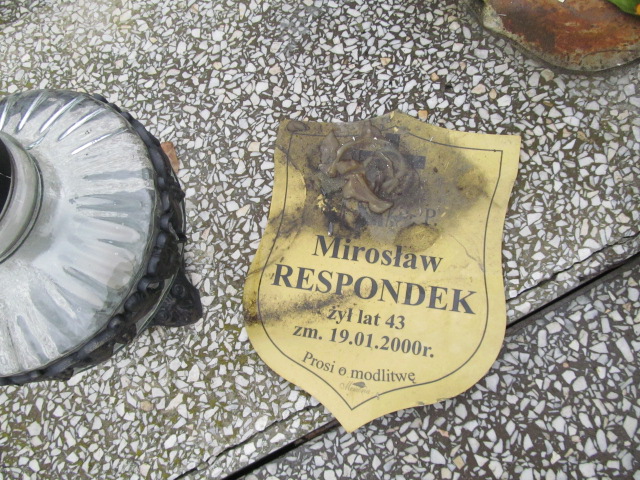 Mirosław
RESPONDEK
żył lat 43
zm. 19.01.2000r.
Prosi o modlitwę